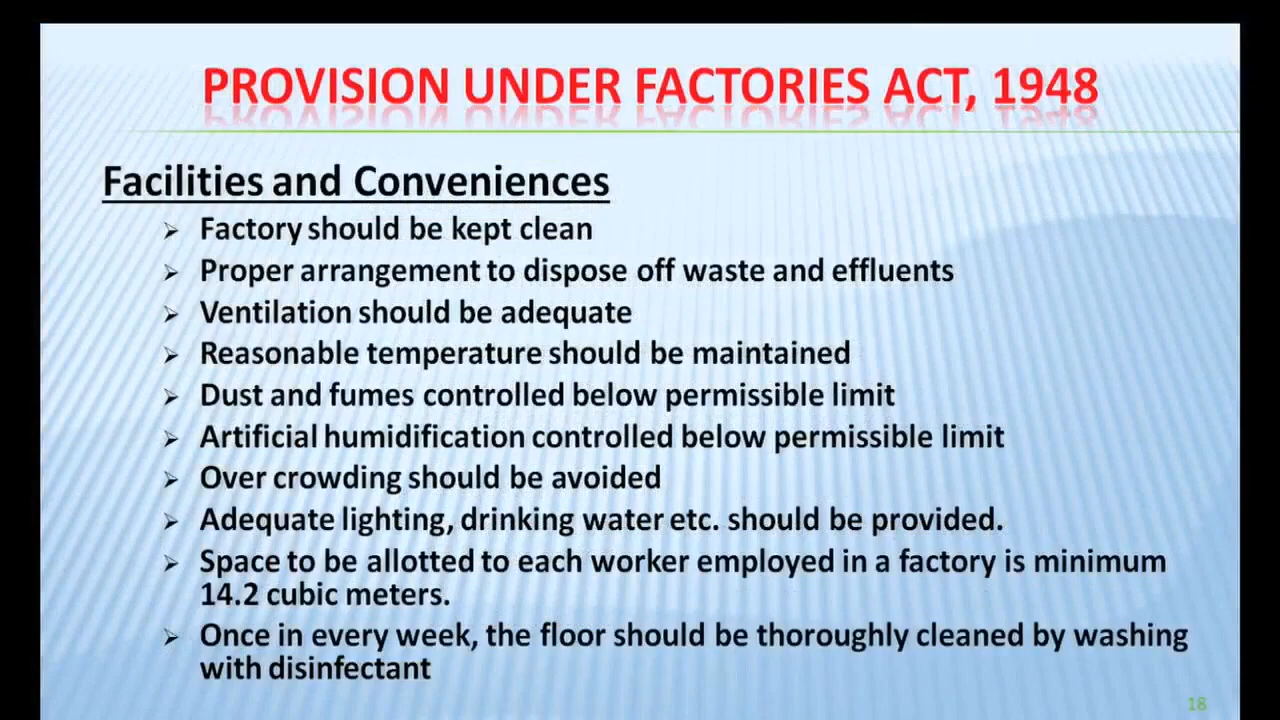 PROVISION UNDER FACTORIES ACT, 1948
Facilities and Conveniences
Factory should be kept clean
Proper arrangement to dispose off waste and effluents
Ventilation should be adequate
Reasonable temperature should be maintained
Dust and fumes controlled below permissible limit
Artificial humidification controlled below permissible limit
Over crowding should be avoided
Adequate lighting, drinking water etc. should be provided.
Space to be allotted to each worker employed in a factory is minimum
14.2 cubic meters.
Once in every week, the floor should be thoroughly cleaned by washing
with disinfectant
18